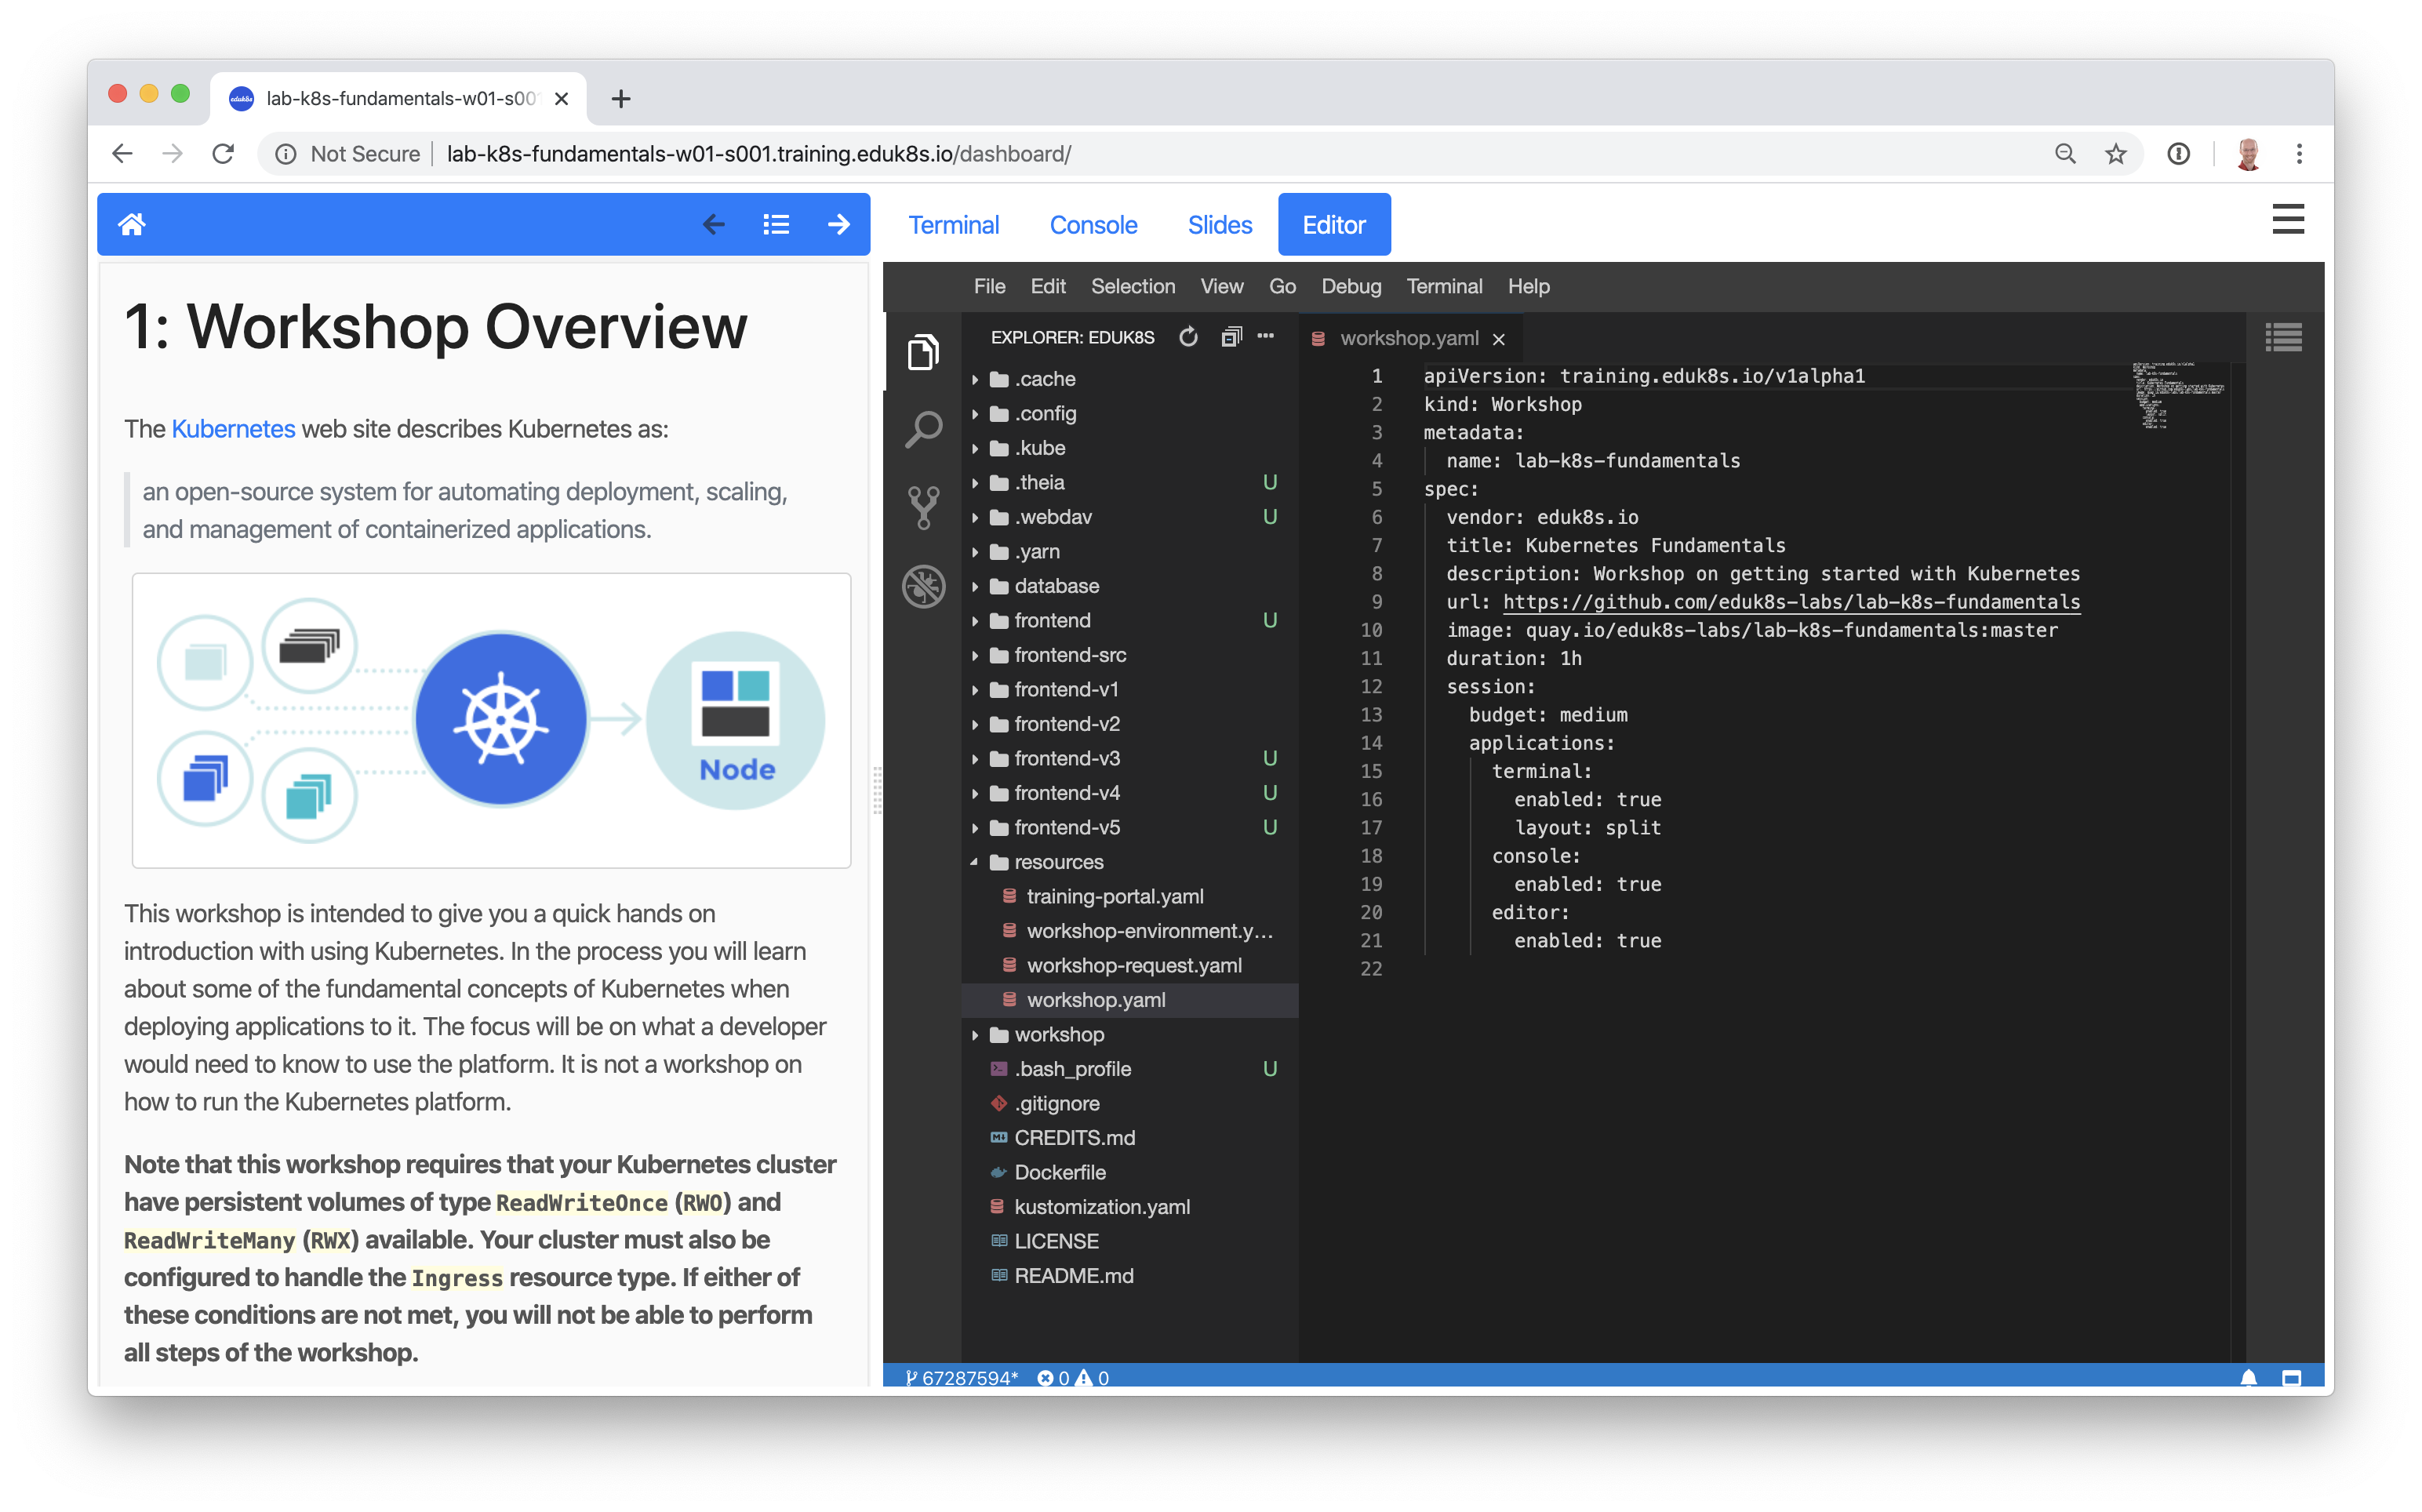 lab-k8s-fundamentals-w01-s001
Not Secure | lab-k8s-fundamentals-w01-s001.training.eduk8s.io/dashboard/
Terminal Console Slides Editor
1: Workshop Overview
The Kubernetes web site describes Kubernetes as:
an open-source system for automating deployment, scaling,
and management of containerized applications.
Node
This workshop is intended to give you a quick hands on
introduction with using Kubernetes. In the process you will learn
about some of the fundamental concepts of Kubernetes when
deploying applications to it. The focus will be on what a developer
would need to know to use the platform. It is not a workshop on
how to run the Kubernetes platform.
Note that this workshop requires that your Kubernetes cluster
have persistent volumes of type ReadWriteOnce (RWO) and
ReadWriteMany (RWX) available. Your cluster must also be
configured to handle the Ingress resource type. If either of
these conditions are not met, you will not be able to perform
all steps of the workshop.
File Edit Selection View Go Debug Terminal Help
EXPLORER: EDUK8S
.cache
.config
.kube
.theia U
.webdav U
.yarn
database
frontend U
frontend-src
frontend-v1
frontend-v2
frontend-v3 U
frontend-v4 U
frontend-v5 U
resources
training-portal.yaml
workshop-environment.y...
workshop-request.yaml
workshop.yaml
workshop
.bash_profile U
.gitignore
CREDITS.md
Dockerfile
kustomization.yaml
LICENSE
README.md
workshop.yaml
1 apiVersion: training.eduk8s.io/v1alpha1
2 kind: Workshop
3 metadata:
4 name: lab-k8s-fundamentals
5 spec:
6 vendor: eduk8s.io
7 title: Kubernetes Fundamentals
8 description: Workshop on getting started with Kubernetes
9 url: https://github.com/eduk8s-labs/lab-k8s-fundamentals
10 image: quay.io/eduk8s-labs/lab-k8s-fundamentals:master
11 duration: 1h
12 session:
13 budget: medium
14 applications:
15 terminal:
16 enabled: true
17 layout: split
18 console:
19 enabled: true
20 editor:
21 enabled: true
22
67287594* 0 0